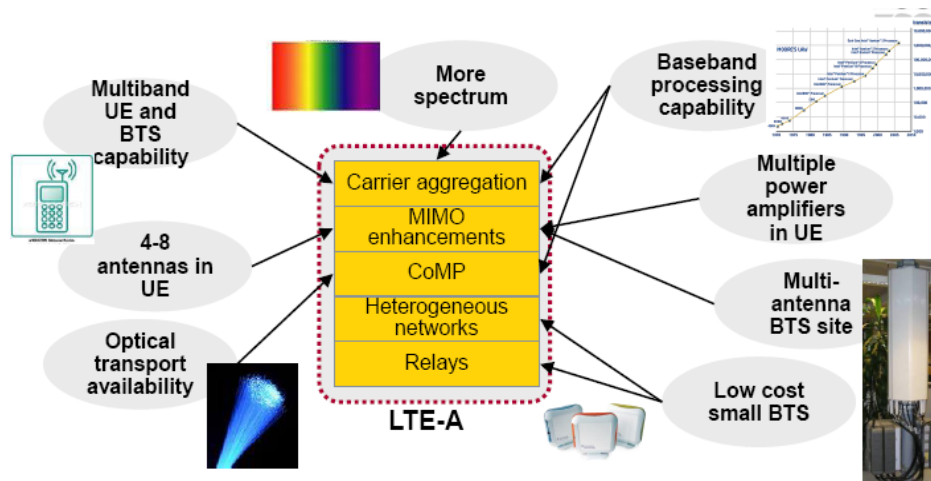 More
spectrum
Baseband
processing
capability
MOORE'S LAW
Multiband
UE and
BTS
capability
Multiple
power
amplifiers
in UE
4-8
antennas in
UE
Multi-
antenna
BTS site
Optical
transport
availability
Low cost
small BTS
Carrier aggregation
MIMO
enhancements
CoMP
Heterogeneous
networks
Relays
LTE-A